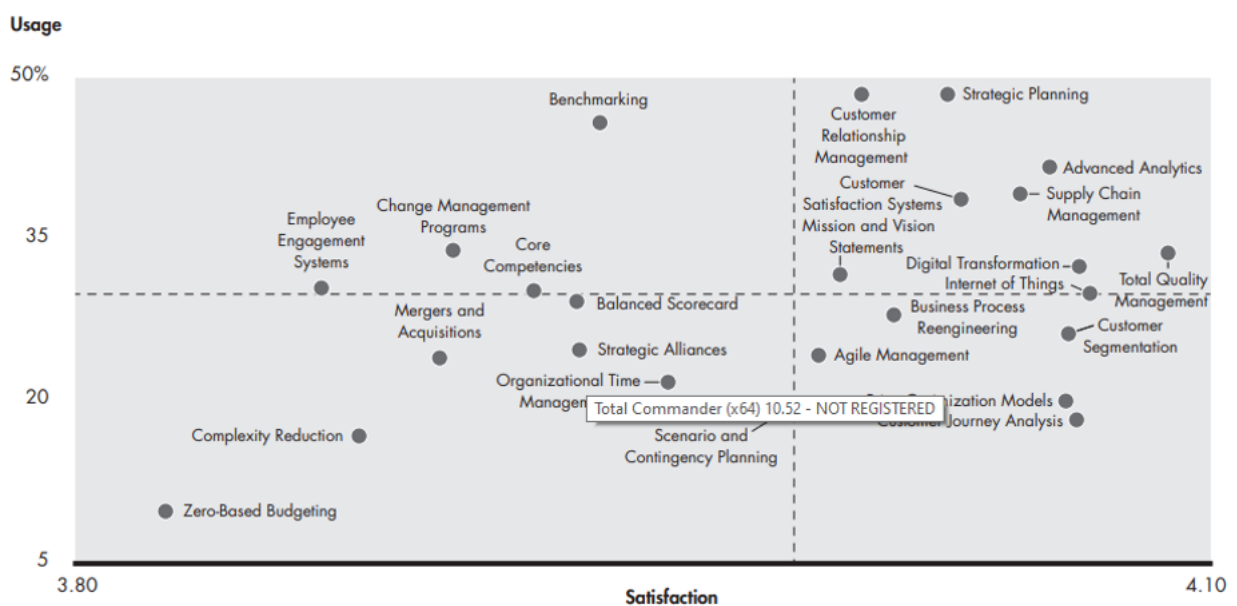 Usage
50%
Benchmarking
Strategic Planning
Customer
Relationship
Management
Advanced Analytics
Customer
Satisfaction Systems
Supply Chain
Management
Change Management
Programs
Employee
Engagement
Systems
35
Core
Competencies
Mission and Vision
Statements
Digital Transformation
Internet of Things
Total Quality
Management
Balanced Scorecard
Mergers and
Acquisitions
Business Process
Reengineering
Customer
Segmentation
Strategic Alliances
Agile Management
Organizational Time
20
Total Commander (x64) 10.52 - NOT REGISTERED
Models
Journey Analysis
Complexity Reduction
Scenario and
Contingency Planning
Zero-Based Budgeting
5
3.80
4.10
Satisfaction